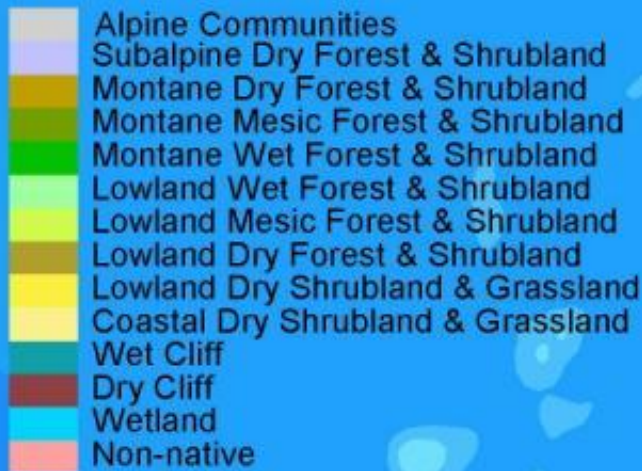 Alpine Communities
Subalpine Dry Forest & Shrubland
Montane Dry Forest & Shrubland
Montane Mesic Forest & Shrubland
Montane Wet Forest & Shrubland
Lowland Wet Forest & Shrubland
Lowland Mesic Forest & Shrubland
Lowland Dry Forest & Shrubland
Lowland Dry Shrubland & Grassland
Coastal Dry Shrubland & Grassland
Wet Cliff
Dry Cliff
Wetland
Non-native